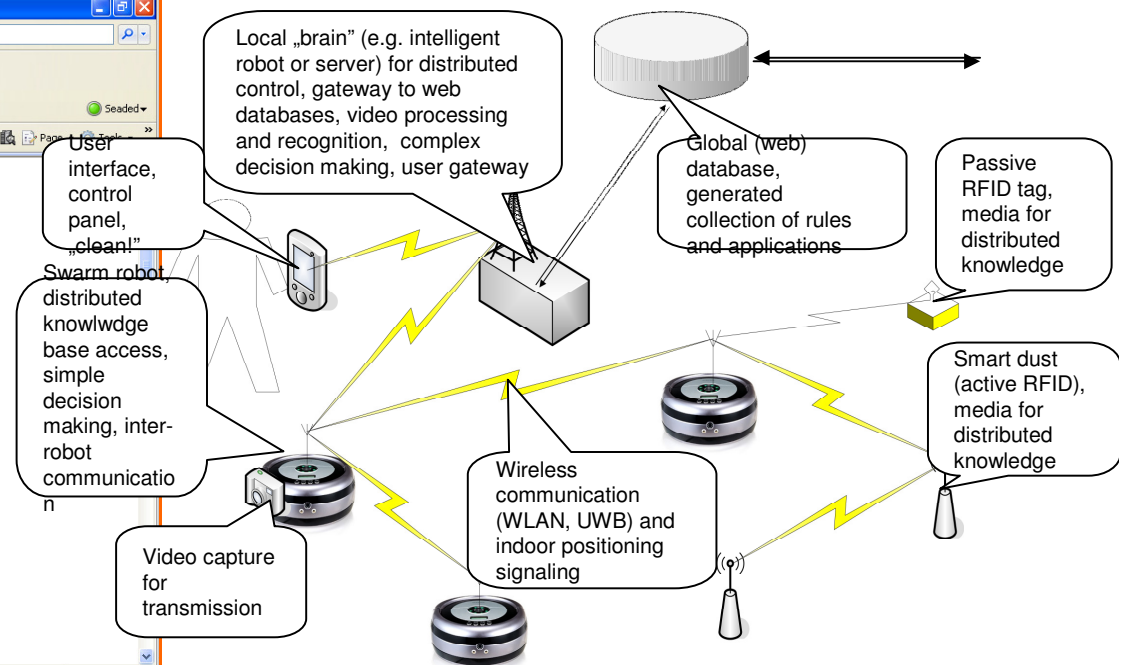 Seaded
Page
Tools
»
Local „brain” (e.g. intelligent
robot or server) for distributed
control, gateway to web
databases, video processing
and recognition, complex
decision making, user gateway
User
interface,
control
panel,
„clean!”
Global (web)
database,
generated
collection of rules
and applications
Passive
RFID tag,
media for
distributed
knowledge
Swarm robot,
distributed
knowlwdge
base access,
simple
decision
making, inter-
robot
communicatio
n
Smart dust
(active RFID),
media for
distributed
knowledge
Wireless
communication
(WLAN, UWB) and
indoor positioning
signaling
Video capture
for
transmission